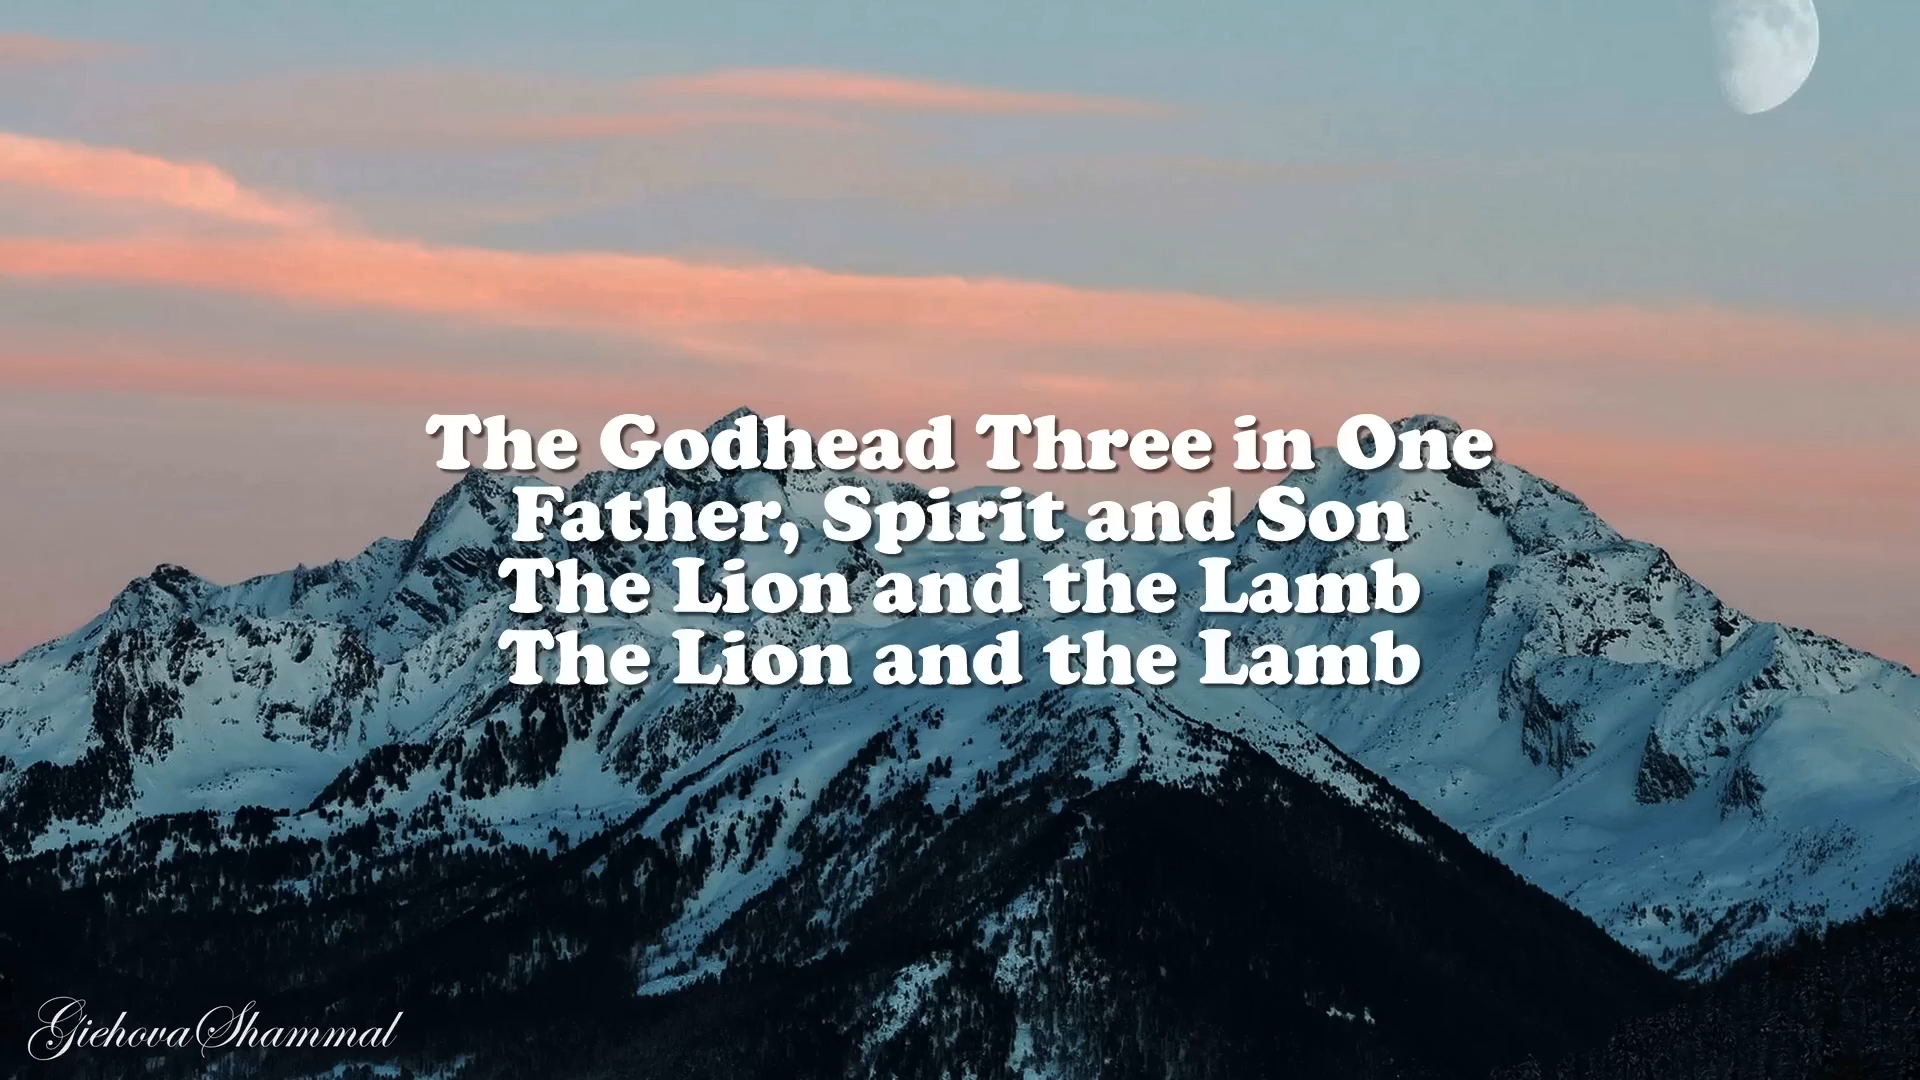 The Godhead Three in One
Father, Spirit and Son
The Lion and the Lamb
The Lion and the Lamb
GiehovaShammal